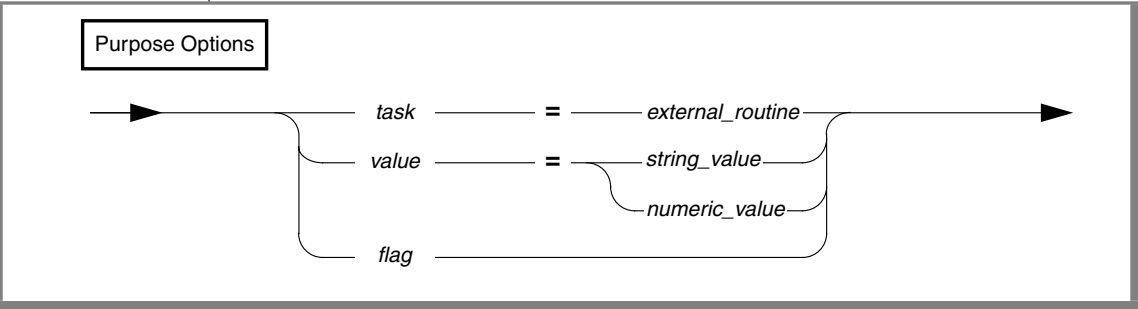 Purpose Options
task = external_routine
value = string_value
numeric_value
flag